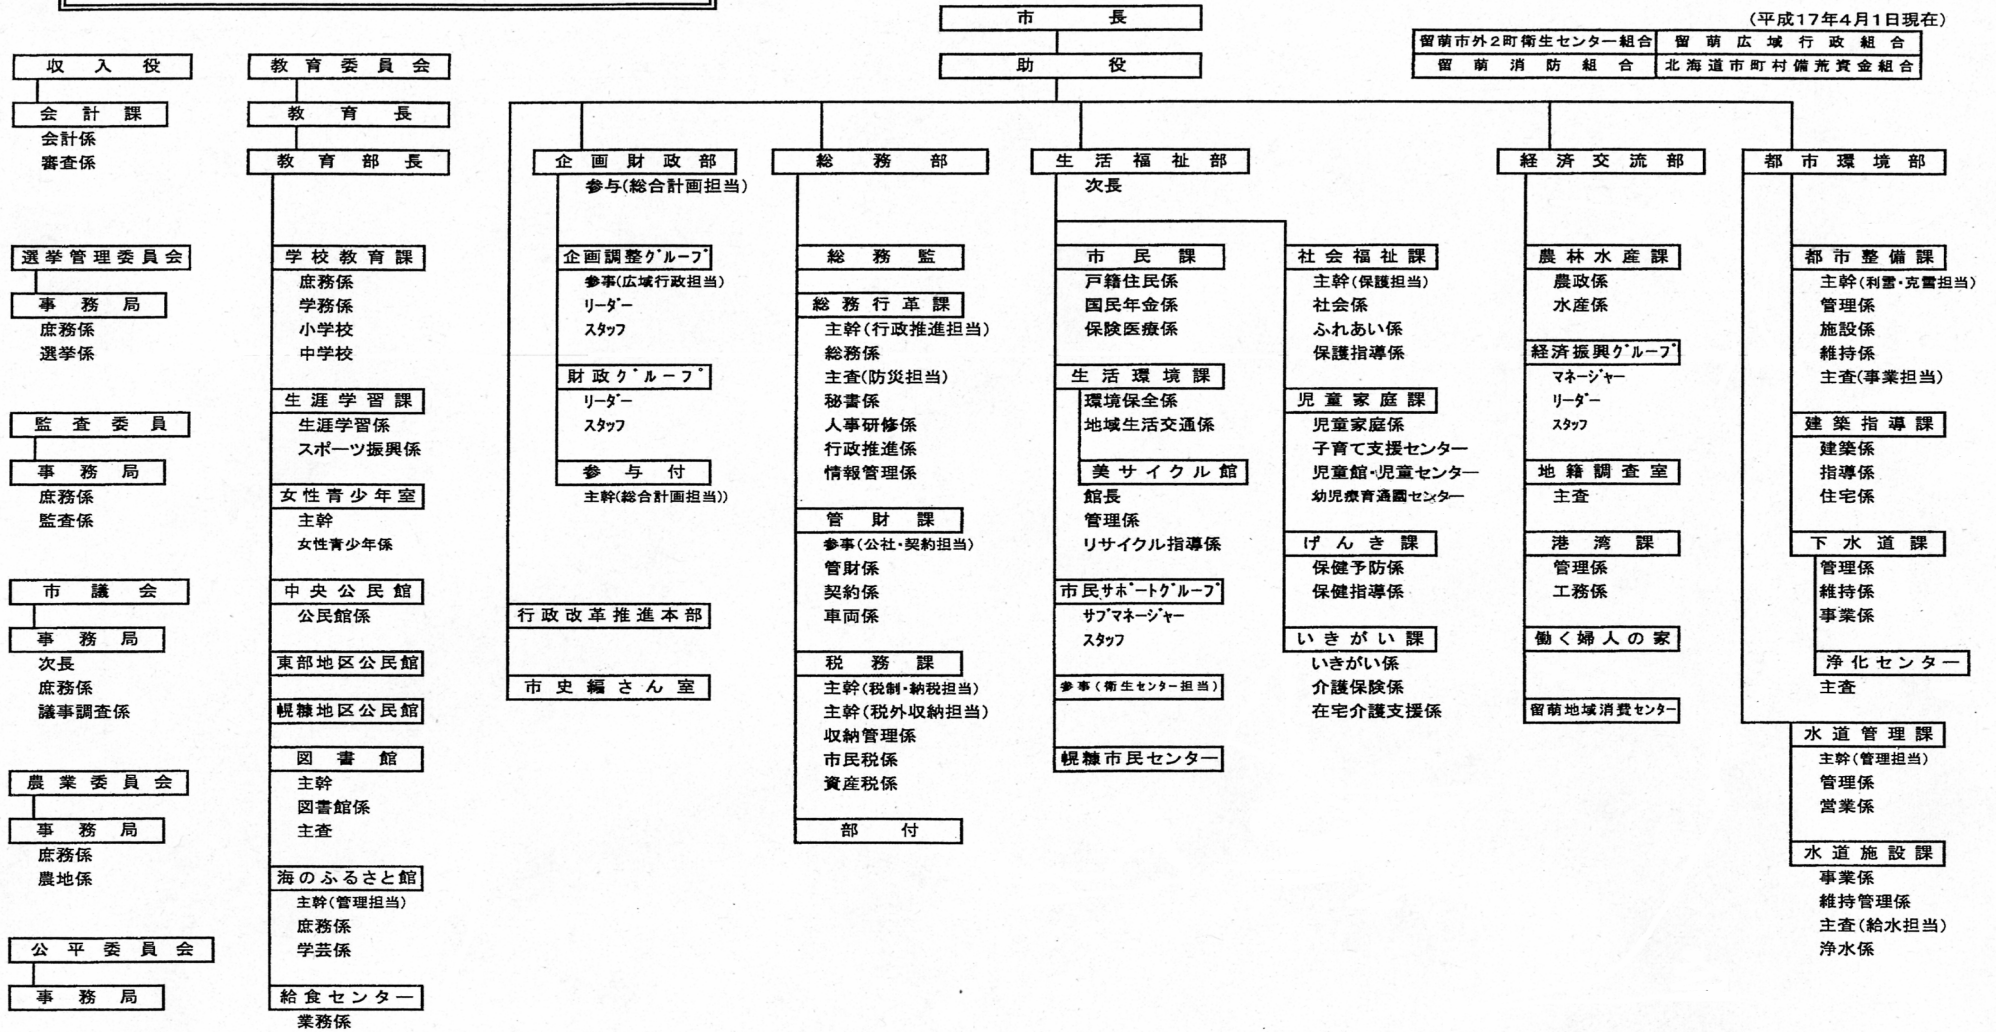 市長
(平成17年4月1日現在)
留萌市外2町衛生センター組合
留萌広域行政組合
留萌消防組合
北海道市町村備荒資金組合
助役
収入役
会計課
会計係
審査係
選挙管理委員会
事務局
庶務係
選挙係
監査委員
事務局
庶務係
監査係
市議会
事務局
次長
庶務係
議事調査係
農業委員会
事務局
庶務係
農地係
公平委員会
事務局
教育委員会
教育長
教育部長
学校教育課
庶務係
学務係
小学校
中学校
生涯学習課
生涯学習係
スポーツ振興係
女性青少年室
主幹
女性青少年係
中央公民館
公民館係
東部地区公民館
幌糠地区公民館
図書館
主幹
図書館係
主査
海のふるさと館
主幹(管理担当)
庶務係
学芸係
給食センター
業務係
企画財政部
参与(総合計画担当)
企画調整グループ
参事(広域行政担当)
リーダー
スタッフ
財政グループ
リーダー
スタッフ
参与付
主幹(総合計画担当))
行政改革推進本部
市史編さん室
総務部
総務監
総務行革課
主幹(行政推進担当)
総務係
主査(防災担当)
秘書係
人事研修係
行政推進係
情報管理係
管財課
参事(公社・契約担当)
管財係
契約係
車両係
税務課
主幹(税制・納税担当)
主幹(税外収納担当)
収納管理係
市民税係
資産税係
部付
生活福祉部
次長
市民課
戸籍住民係
国民年金係
保険医療係
生活環境課
環境保全係
地域生活交通係
美サイクル館
館長
管理係
リサイクル指導係
市民サポートグループ
サブマネージャー
スタッフ
参事(衛生センター担当)
幌糠市民センター
社会福祉課
主幹(保護担当)
社会係
ふれあい係
保護指導係
児童家庭課
児童家庭係
子育て支援センター
児童館・児童センター
幼児療育通園センター
げんき課
保健予防係
保健指導係
いきがい課
いきがい係
介護保険係
在宅介護支援係
経済交流部
農林水産課
農政係
水産係
経済振興グループ
マネージャー
リーダー
スタッフ
地籍調査室
主査
港湾課
管理係
工務係
働く婦人の家
留萌地域消費センター
都市環境部
都市整備課
主幹(利雪・克雪担当)
管理係
施設係
維持係
主査(事業担当)
建築指導課
建築係
指導係
住宅係
下水道課
管理係
維持係
事業係
浄化センター
主査
水道管理課
主幹(管理担当)
管理係
営業係
水道施設課
事業係
維持管理係
主査(給水担当)
浄水係